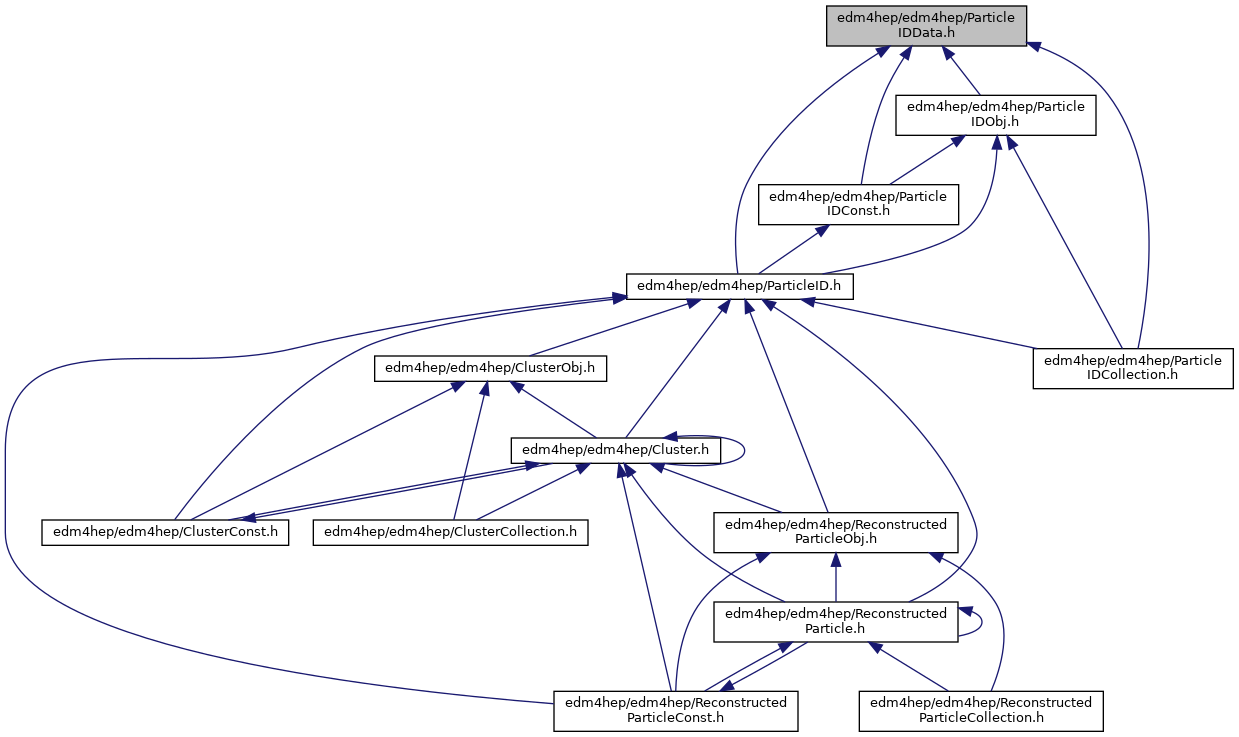 edm4hep/edm4hep/Particle
IDData.h
edm4hep/edm4hep/Particle
IDObj.h
edm4hep/edm4hep/Particle
IDConst.h
edm4hep/edm4hep/ParticleID.h
edm4hep/edm4hep/ClusterObj.h
edm4hep/edm4hep/Particle
IDCollection.h
edm4hep/edm4hep/Cluster.h
edm4hep/edm4hep/ClusterConst.h
edm4hep/edm4hep/ClusterCollection.h
edm4hep/edm4hep/Reconstructed
ParticleObj.h
edm4hep/edm4hep/Reconstructed
Particle.h
edm4hep/edm4hep/Reconstructed
ParticleConst.h
edm4hep/edm4hep/Reconstructed
ParticleCollection.h